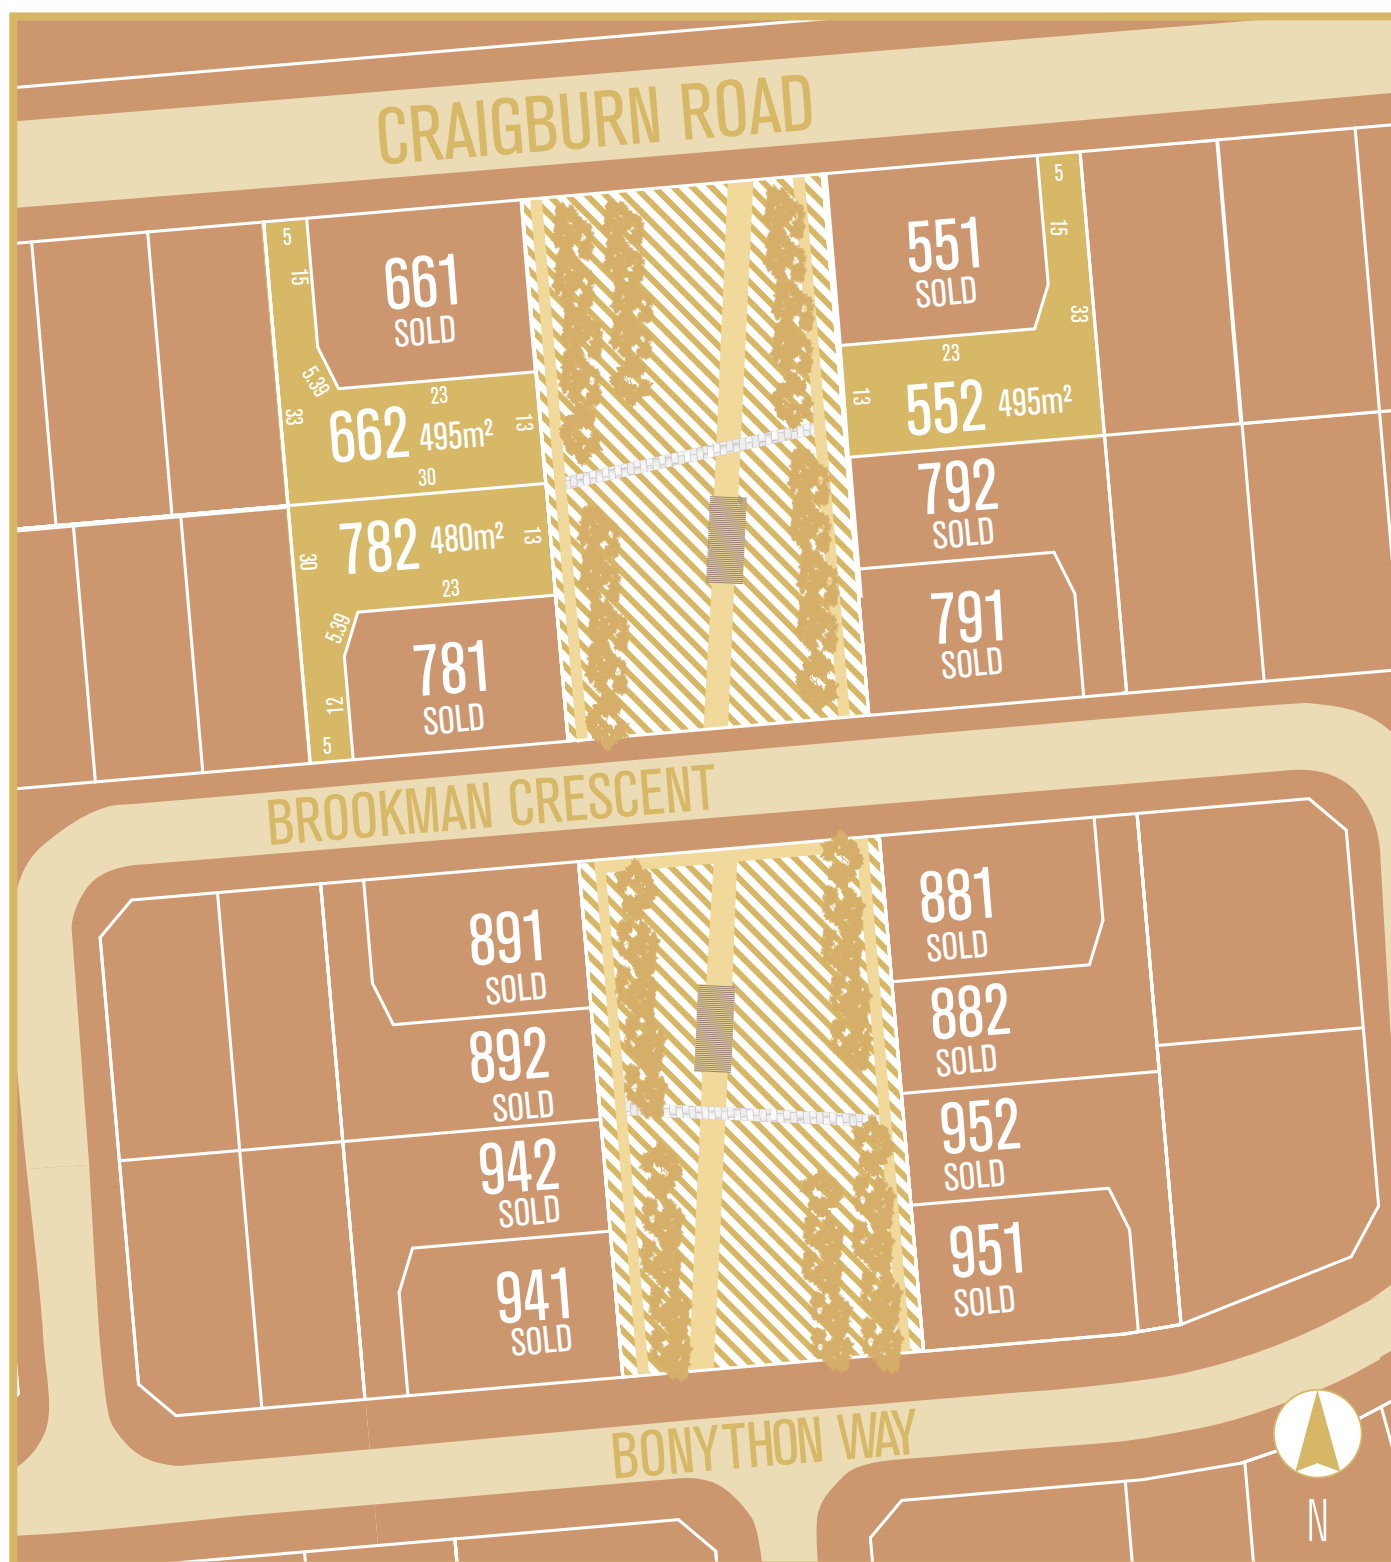 CRAIGBURN ROAD
5
15
661
SOLD
5.39
23
33
662 495m²
13
30
551
SOLD
5
15
33
23
13
552 495m²
782 480m²
13
30
23
5.39
12
5
781
SOLD
792
SOLD
791
SOLD
BROOKMAN CRESCENT
891
SOLD
892
SOLD
942
SOLD
941
SOLD
881
SOLD
882
SOLD
952
SOLD
951
SOLD
BONYTHON WAY
N